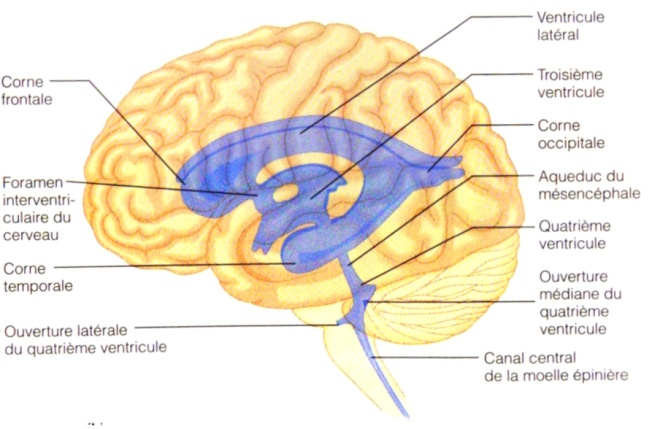 Ventricule
latéral
Troisième
ventricule
Corne
occipitale
Aqueduc du
mésencéphale
Quatrième
ventricule
Ouverture
médiane du
quatrième
ventricule
Canal central
de la moelle épinière
Corne
frontale
Foramen
interventri-
culaire du
cerveau
Corne
temporale
Ouverture latérale
du quatrième ventricule